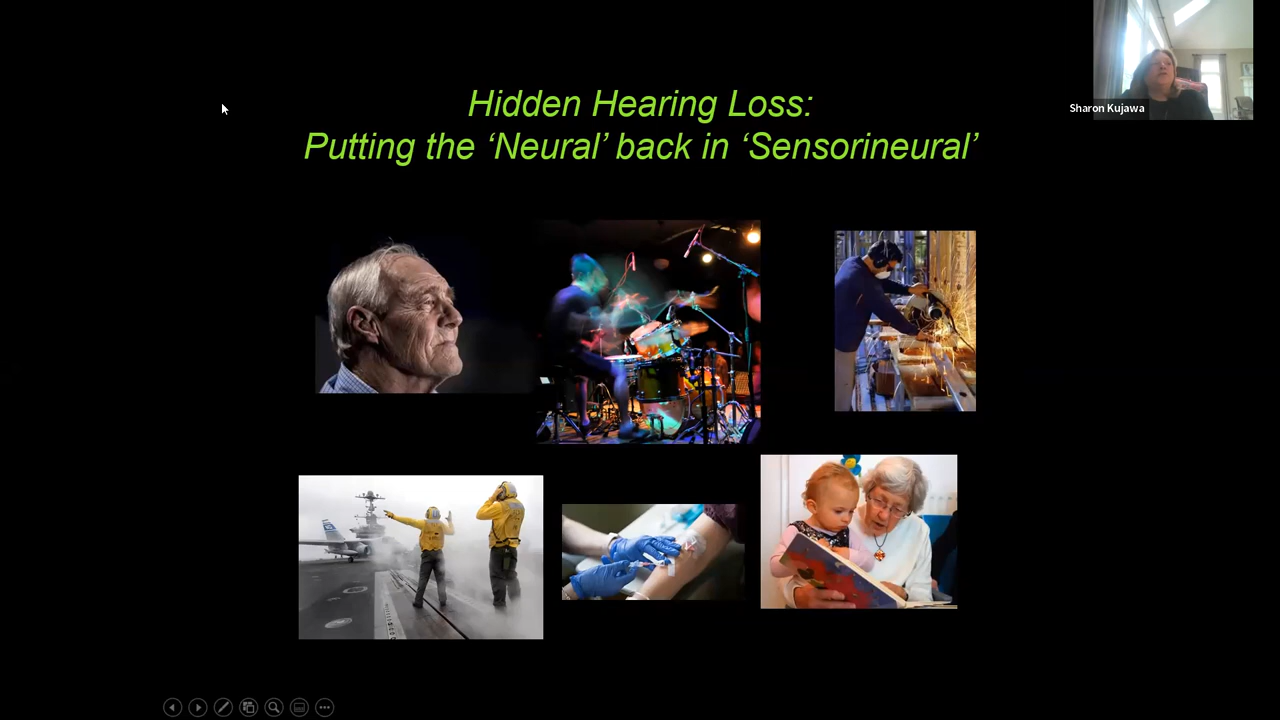 Hidden Hearing Loss:
Putting the ‘Neural’ back in ‘Sensorineural’
Sharon Kujawa